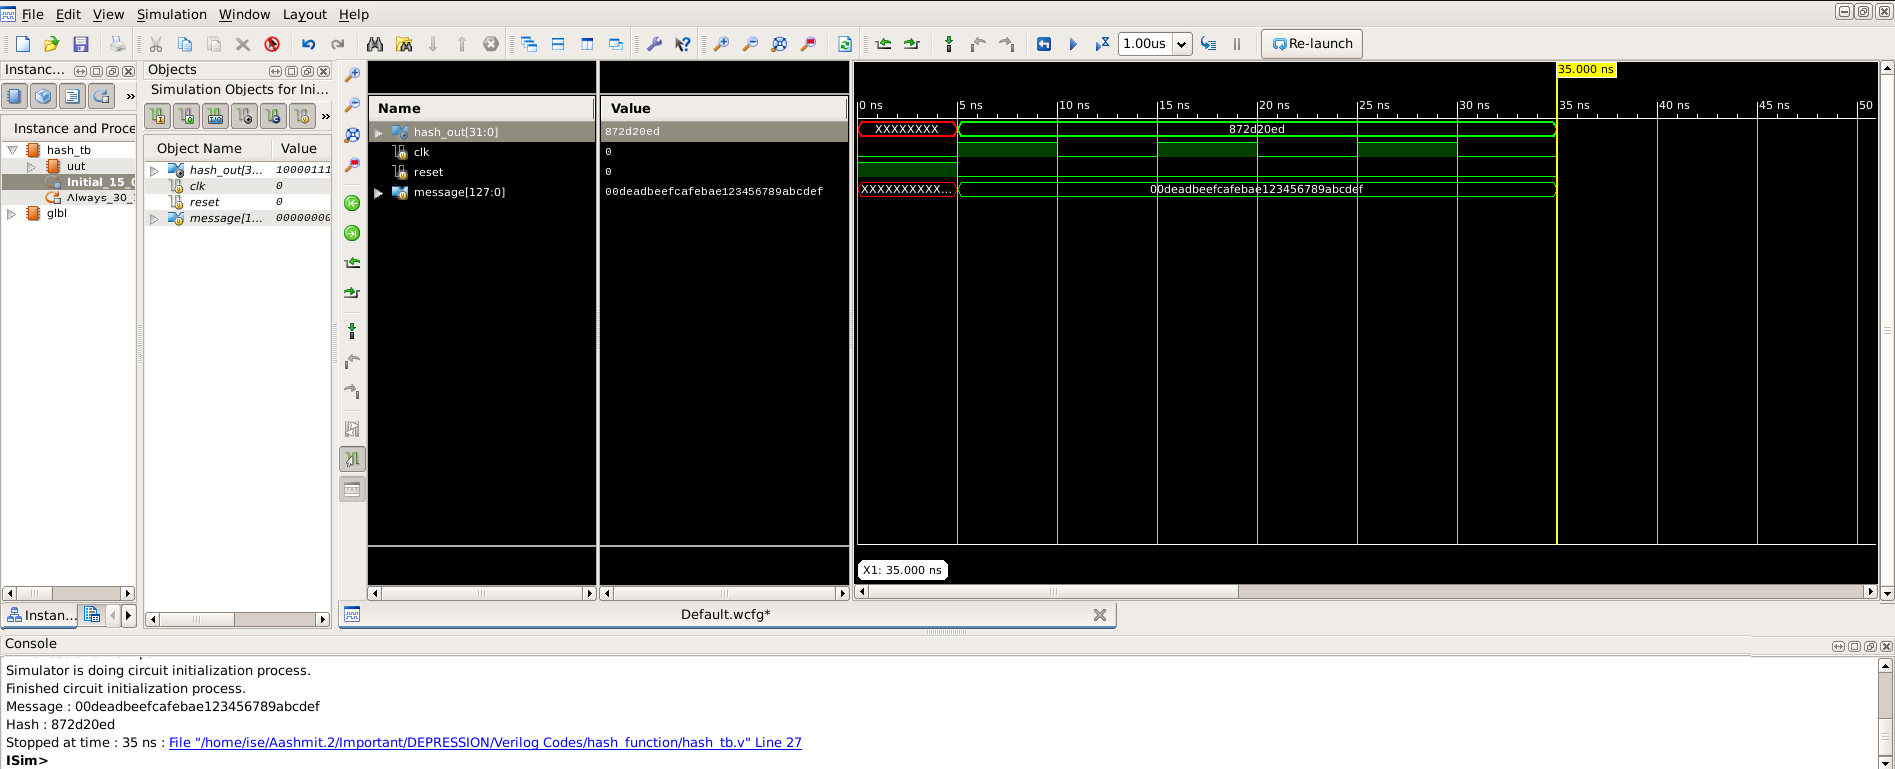 File Edit View Simulation Window Layout Help
1.00us Re-launch
Instanc...
Instance and Proce
hash_tb
uut
Initial_15_
Always_30_
glbl
Instan...
Objects
Simulation Objects for Ini...
Object Name Value
hash_out[3... 10000111
clk 0
reset 0
message[1... 00000000
Name Value
hash_out[31:0] 872d20ed
clk 0
reset 0
message[127:0] 00deadbeefcafebae123456789abcdef
35.000 ns
0 ns 5 ns 10 ns 15 ns 20 ns 25 ns 30 ns 35 ns 40 ns 45 ns 50
XXXXXXXX 872d20ed
XXXXXXXXXX... 00deadbeefcafebae123456789abcdef
X1: 35.000 ns
Default.wcfg*
Console
Simulator is doing circuit initialization process.
Finished circuit initialization process.
Message : 00deadbeefcafebae123456789abcdef
Hash : 872d20ed
Stopped at time : 35 ns : File "/home/ise/Aashmit.2/Important/DEPRESSION/Verilog Codes/hash_function/hash_tb.v" Line 27
ISim>